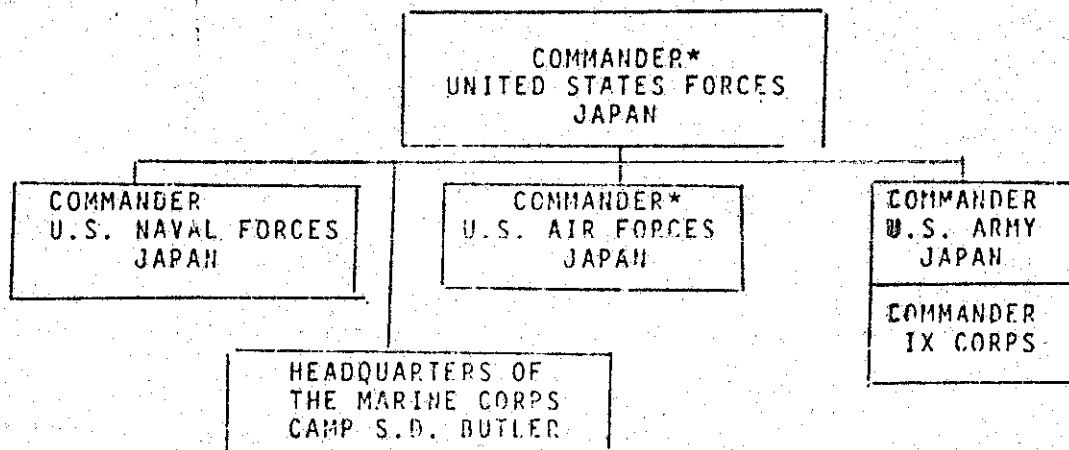 COMMANDER*
UNITED STATES FORCES
JAPAN
COMMANDER
U.S. NAVAL FORCES
JAPAN
COMMANDER*
U.S. AIR FORCES
JAPAN
COMMANDER
U.S. ARMY
JAPAN
COMMANDER
IX CORPS
HEADQUARTERS OF
THE MARINE CORPS
CAMP S.D. BUTLER